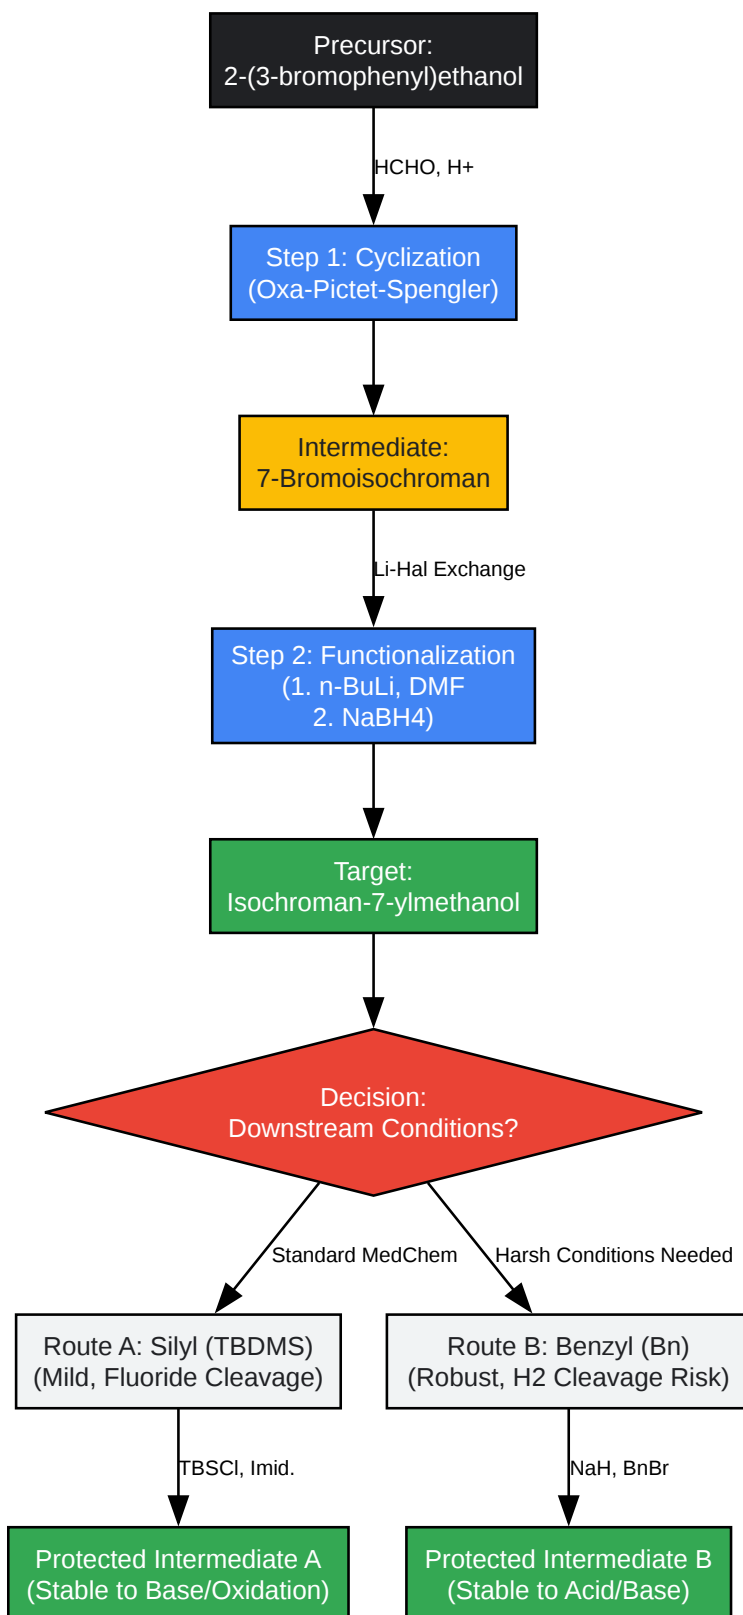 Precursor:
2-(3-bromophenyl)ethanol
HCHO, H+
Step 1: Cyclization
(Oxa-Pictet-Spengler)
Intermediate:
7-Bromoisochroman
Li-Hal Exchange
Step 2: Functionalization
(1. n-BuLi, DMF
2. NaBH4)
Target:
Isochroman-7-ylmethanol
Decision:
Downstream Conditions?
Standard MedChem
Harsh Conditions Needed
Route A: Silyl (TBDMS)
(Mild, Fluoride Cleavage)
Route B: Benzyl (Bn)
(Robust, H2 Cleavage Risk)
TBSCl, Imid.
NaH, BnBr
Protected Intermediate A
(Stable to Base/Oxidation)
Protected Intermediate B
(Stable to Acid/Base)